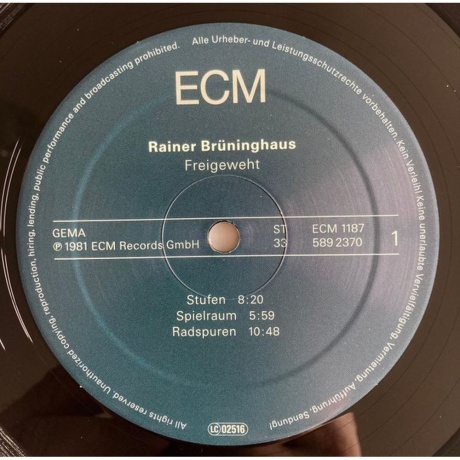 ECM
Rainer Brüninghaus
Freigeweht
GEMA
℗ 1981 ECM Records GmbH
ST
33
ECM 1187
589 2370
1
Stufen 8:20
Spielraum 5:59
Radspuren 10:48
LC 02516
All rights reserved. Unauthorized copying, reproduction, hiring, lending, public performance and broadcasting prohibited.
Alle Urheber- und Leistungsschutzrechte vorbehalten. Kein Verleih! Keine unerlaubte Vervielfältigung, Vermietung, Aufführung, Sendung!